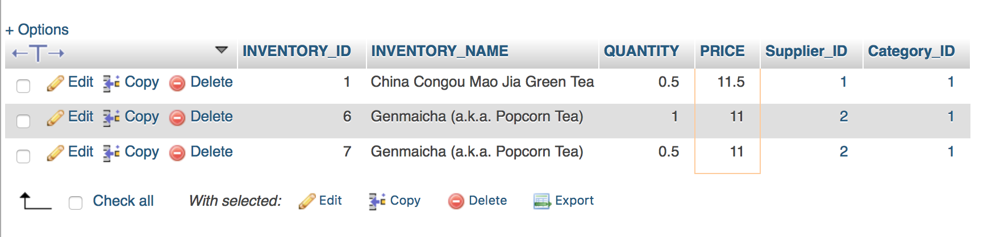 + Options
←T→ INVENTORY_ID INVENTORY_NAME QUANTITY PRICE Supplier_ID Category_ID
Edit Copy Delete 1 China Congou Mao Jia Green Tea 0.5 11.5 1 1
Edit Copy Delete 6 Genmaicha (a.k.a. Popcorn Tea) 1 11 2 1
Edit Copy Delete 7 Genmaicha (a.k.a. Popcorn Tea) 0.5 11 2 1
Check all With selected: Edit Copy Delete Export